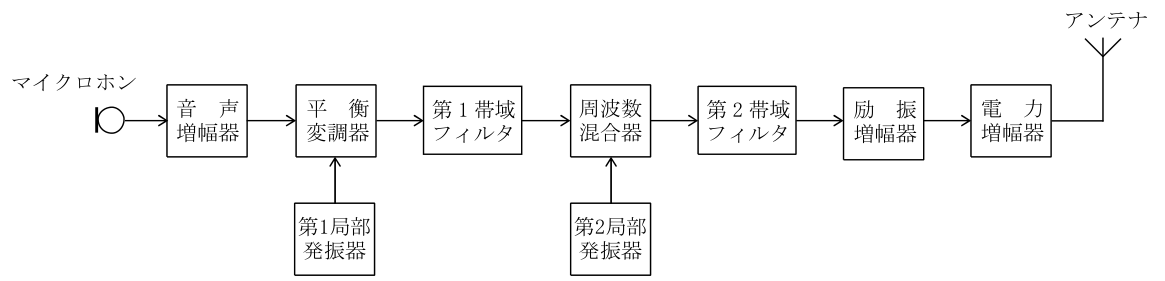 アンテナ
マイクロホン
音 声
増幅器
平 衡
変調器
第1帯域
フィルタ
周波数
混合器
第2帯域
フィルタ
励 振
増幅器
電 力
増幅器
第1局部
発振器
第2局部
発振器